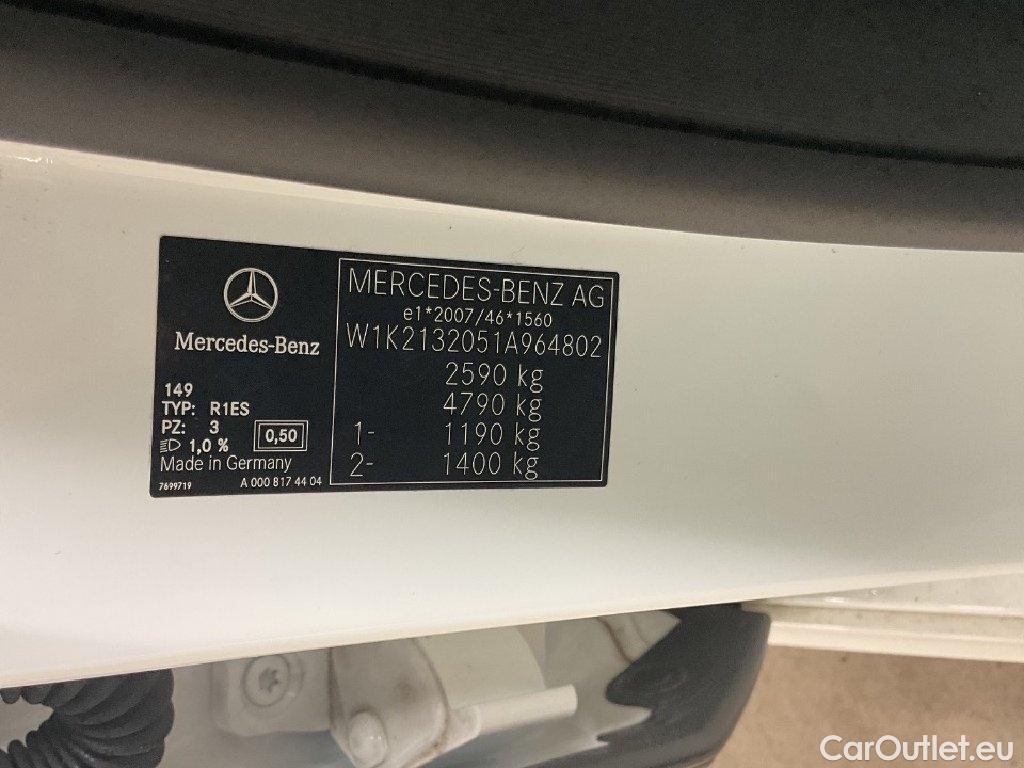 Mercedes-Benz
149
TYP: R1ES
PZ: 3
1,0 % 0,50
Made in Germany
7699719 A 000 817 44 04
MERCEDES-BENZ AG
e1*2007/46*1560
W1K2132051A964802
2590 kg
4790 kg
1- 1190 kg
2- 1400 kg
CarOutlet.eu